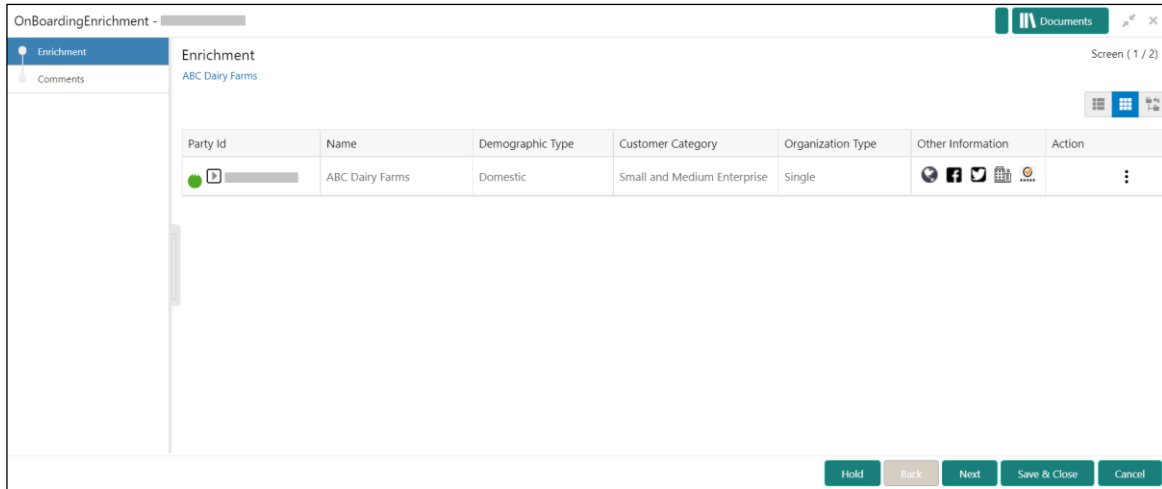 OnBoardingEnrichment -
Documents
Enrichment
Comments
Enrichment
Screen ( 1 / 2)
ABC Dairy Farms
Party Id Name Demographic Type Customer Category Organization Type Other Information Action
ABC Dairy Farms Domestic Small and Medium Enterprise Single
Hold Back Next Save & Close Cancel